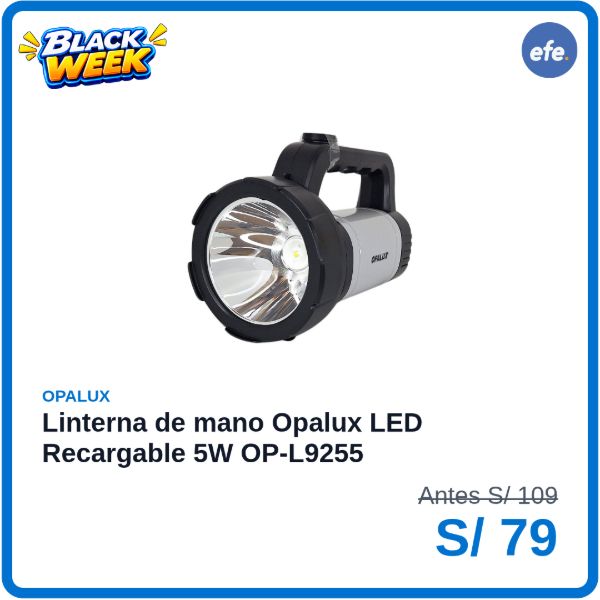 BLACK
WEEK
efe.
OPALUX
OPALUX
Linterna de mano Opalux LED
Recargable 5W OP-L9255
Antes S/ 109
S/ 79